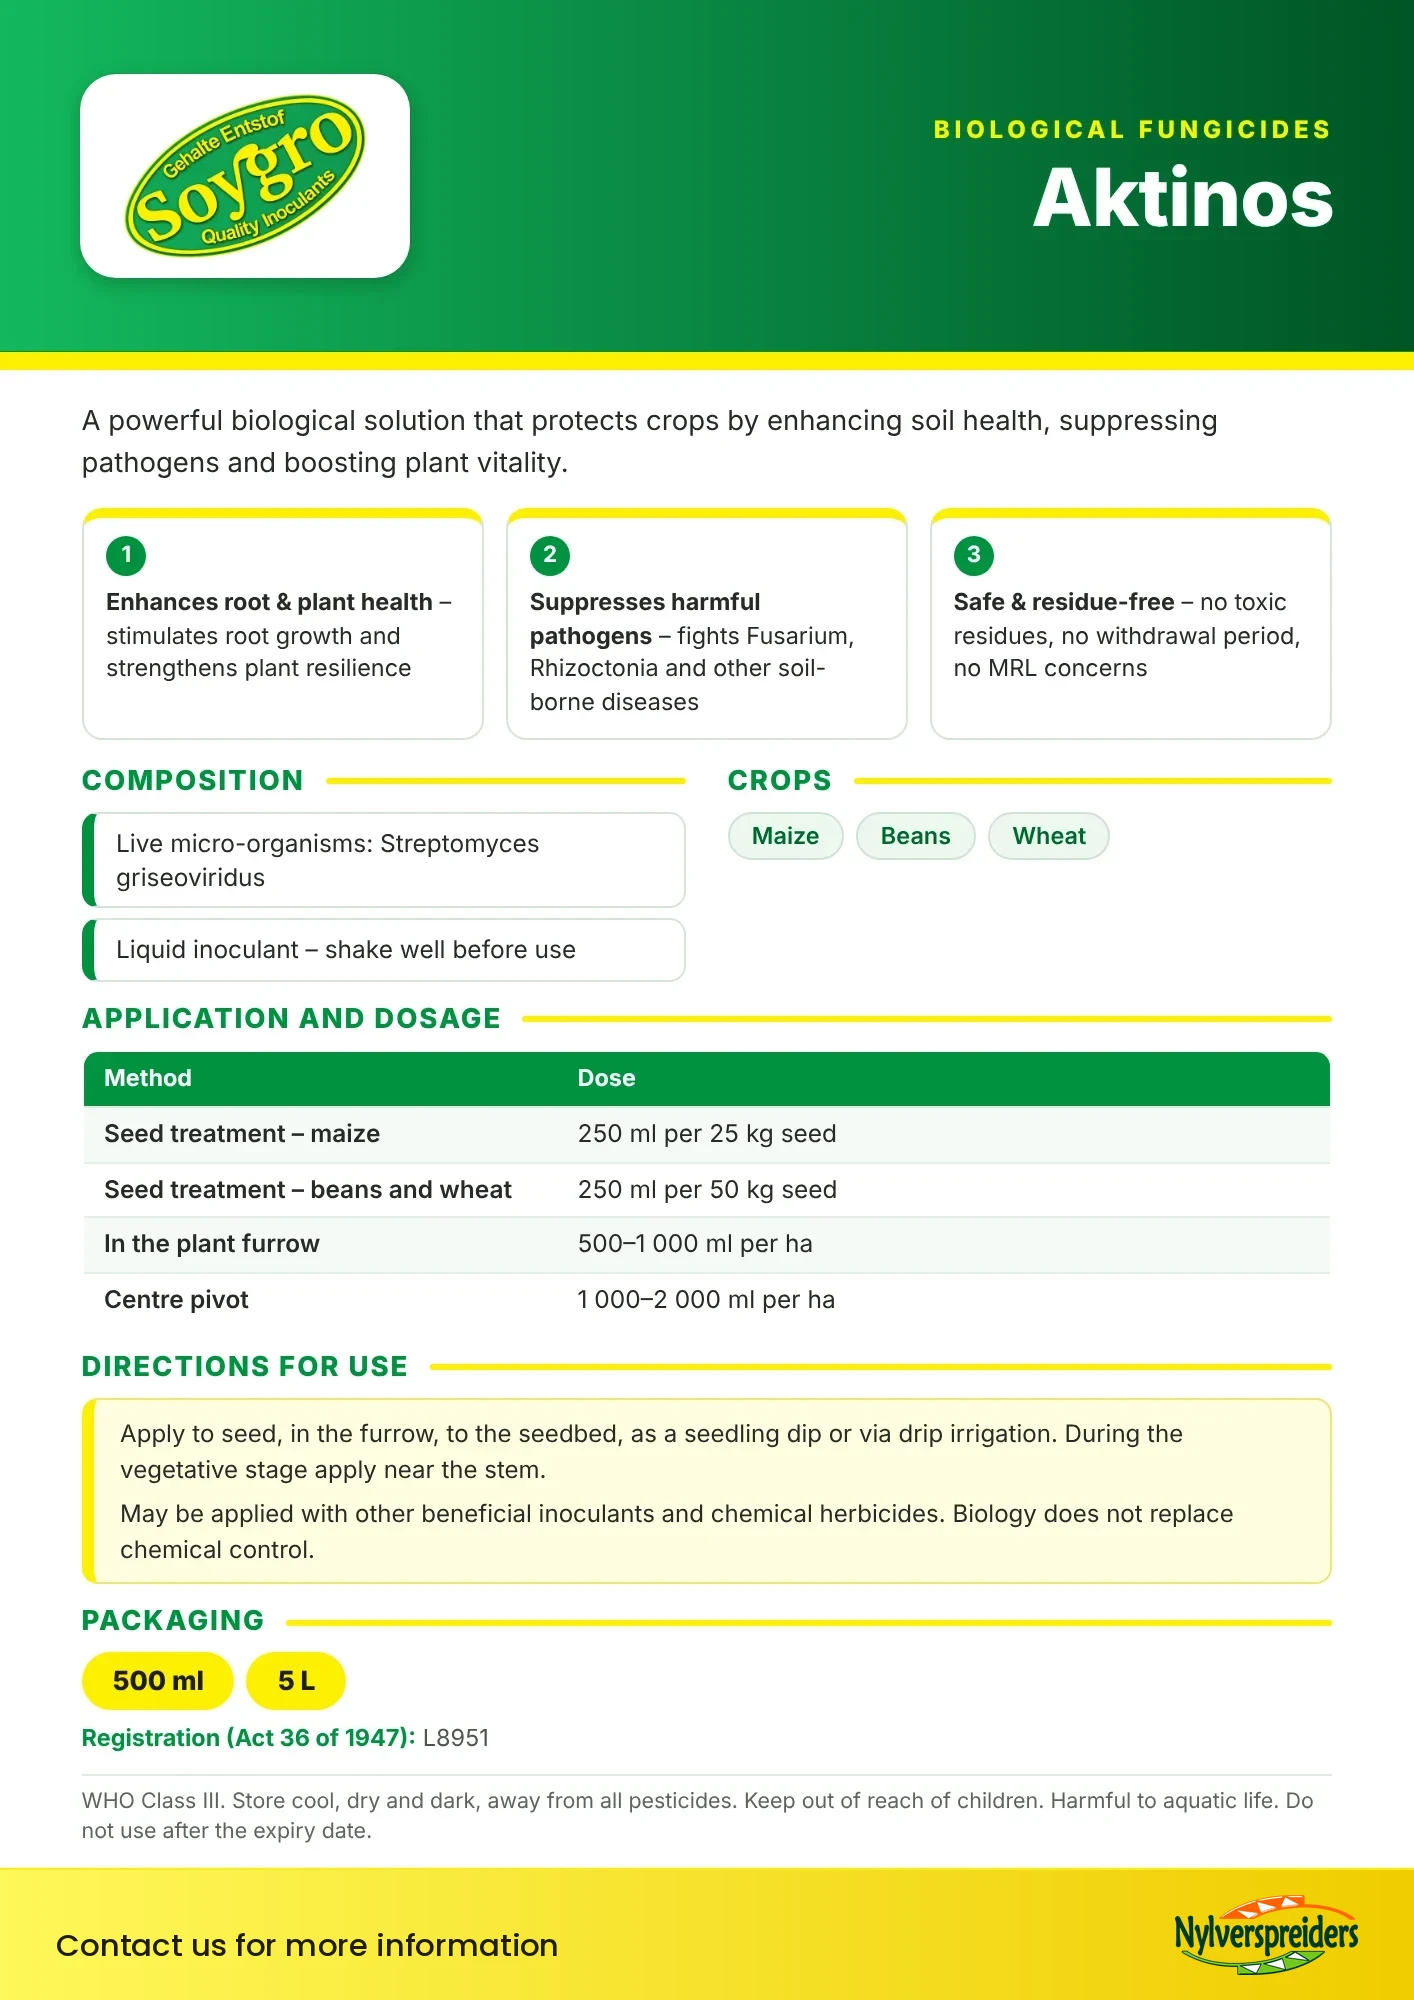 Gehalte Entstof
Soygro
Quality Inoculants
BIOLOGICAL FUNGICIDES
Aktinos
A powerful biological solution that protects crops by enhancing soil health, suppressing
pathogens and boosting plant vitality.
1
Enhances root & plant health –
stimulates root growth and
strengthens plant resilience
2
Suppresses harmful
pathogens – fights Fusarium,
Rhizoctonia and other soil-
borne diseases
3
Safe & residue-free – no toxic
residues, no withdrawal period,
no MRL concerns
COMPOSITION
Live micro-organisms: Streptomyces
griseoviridus
Liquid inoculant – shake well before use
CROPS
Maize Beans Wheat
APPLICATION AND DOSAGE
Method Dose
Seed treatment – maize 250 ml per 25 kg seed
Seed treatment – beans and wheat 250 ml per 50 kg seed
In the plant furrow 500–1 000 ml per ha
Centre pivot 1 000–2 000 ml per ha
DIRECTIONS FOR USE
Apply to seed, in the furrow, to the seedbed, as a seedling dip or via drip irrigation. During the
vegetative stage apply near the stem.
May be applied with other beneficial inoculants and chemical herbicides. Biology does not replace
chemical control.
PACKAGING
500 ml 5 L
Registration (Act 36 of 1947): L8951
WHO Class III. Store cool, dry and dark, away from all pesticides. Keep out of reach of children. Harmful to aquatic life. Do
not use after the expiry date.
Contact us for more information
Nylverspreiders